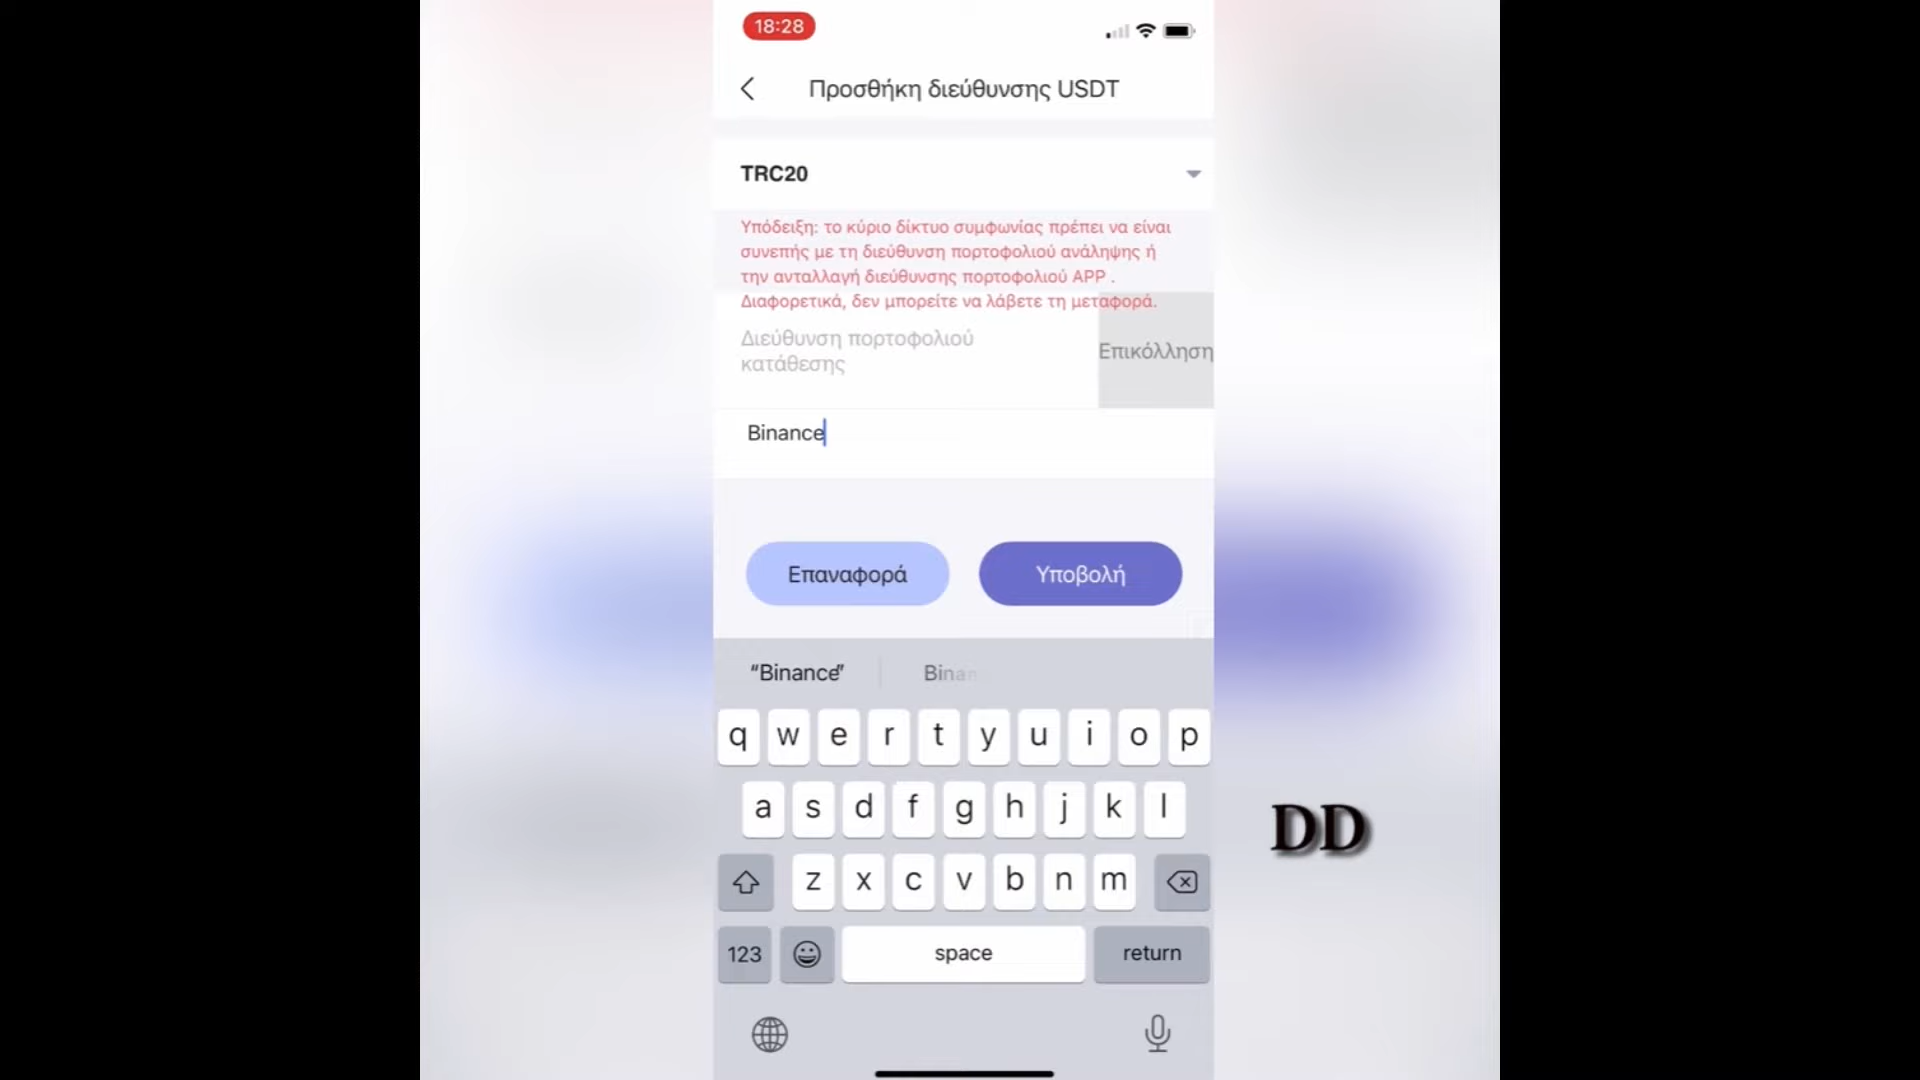 18:28
Προσθήκη διεύθυνσης USDT
TRC20
Υπόδειξη: το κύριο δίκτυο συμφωνίας πρέπει να είναι
συνεπής με τη διεύθυνση πορτοφολιού ανάληψης ή
την ανταλλαγή διεύθυνσης πορτοφολιού APP .
Διαφορετικά, δεν μπορείτε να λάβετε τη μεταφορά.
Διεύθυνση πορτοφολιού
κατάθεσης
Επικόλληση
Binance
Επαναφορά Υποβολή
“Binance” Binan
q w e r t y u i o p
a s d f g h j k l
z x c v b n m
123 space return
DD